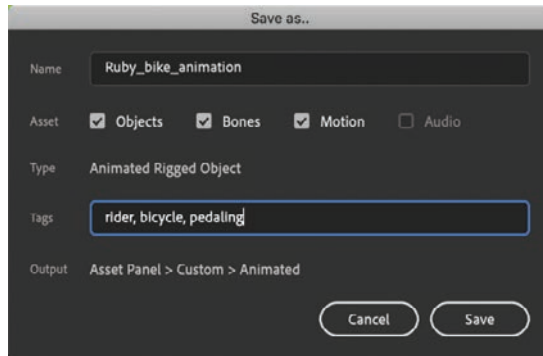 Save as..
Name Ruby_bike_animation
Asset Objects Bones Motion Audio
Type Animated Rigged Object
Tags rider, bicycle, pedaling
Output Asset Panel > Custom > Animated
Cancel Save